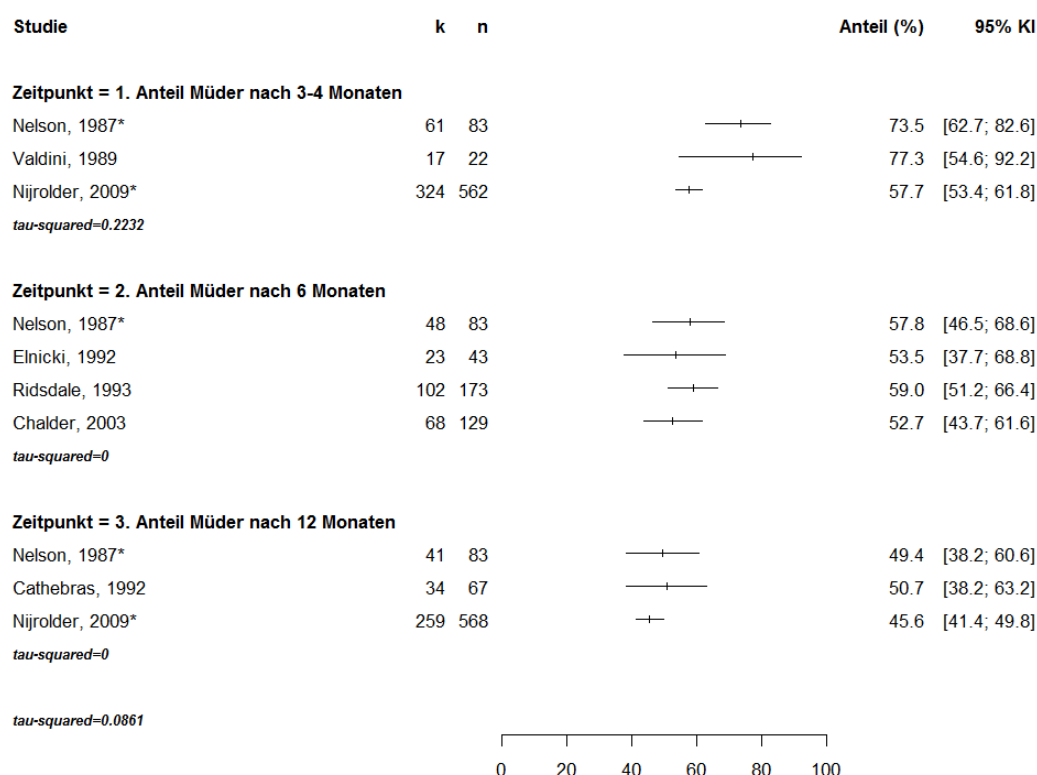 Studie k n Anteil (%) 95% KI
Zeitpunkt = 1. Anteil Müder nach 3-4 Monaten
Nelson, 1987* 61 83 73.5 [62.7; 82.6]
Valdini, 1989 17 22 77.3 [54.6; 92.2]
Nijrolder, 2009* 324 562 57.7 [53.4; 61.8]
tau-squared=0.2232
Zeitpunkt = 2. Anteil Müder nach 6 Monaten
Nelson, 1987* 48 83 57.8 [46.5; 68.6]
Elnicki, 1992 23 43 53.5 [37.7; 68.8]
Ridsdale, 1993 102 173 59.0 [51.2; 66.4]
Chalder, 2003 68 129 52.7 [43.7; 61.6]
tau-squared=0
Zeitpunkt = 3. Anteil Müder nach 12 Monaten
Nelson, 1987* 41 83 49.4 [38.2; 60.6]
Cathebras, 1992 34 67 50.7 [38.2; 63.2]
Nijrolder, 2009* 259 568 45.6 [41.4; 49.8]
tau-squared=0
tau-squared=0.0861
0 20 40 60 80 100